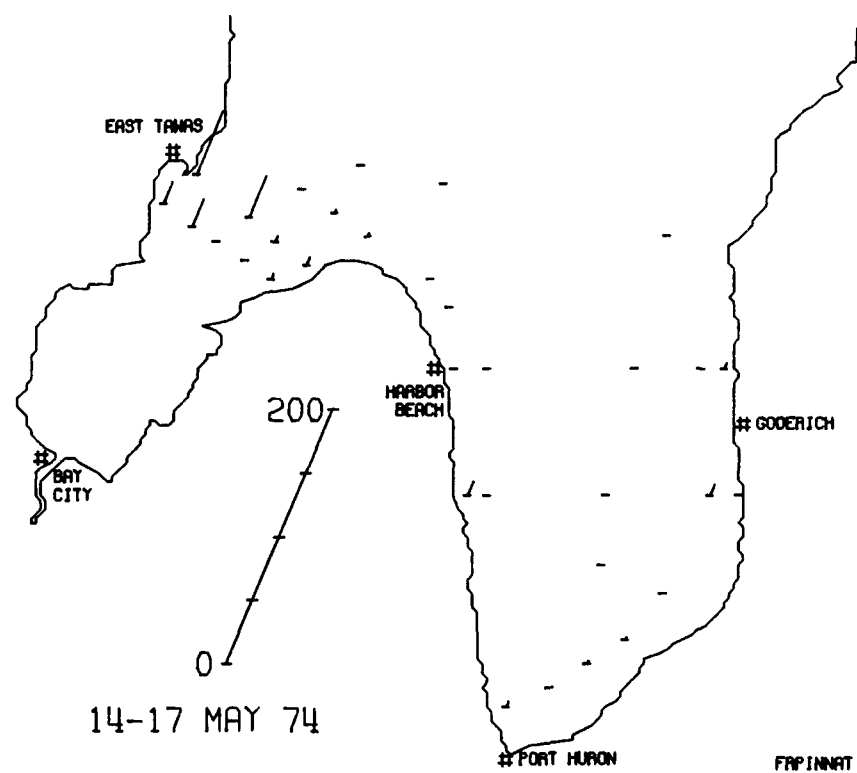 EAST TAWAS
HARBOR
BEACH
200
GODERICH
BAY
CITY
0
14-17 MAY 74
PORT HURON
FRPINNAT